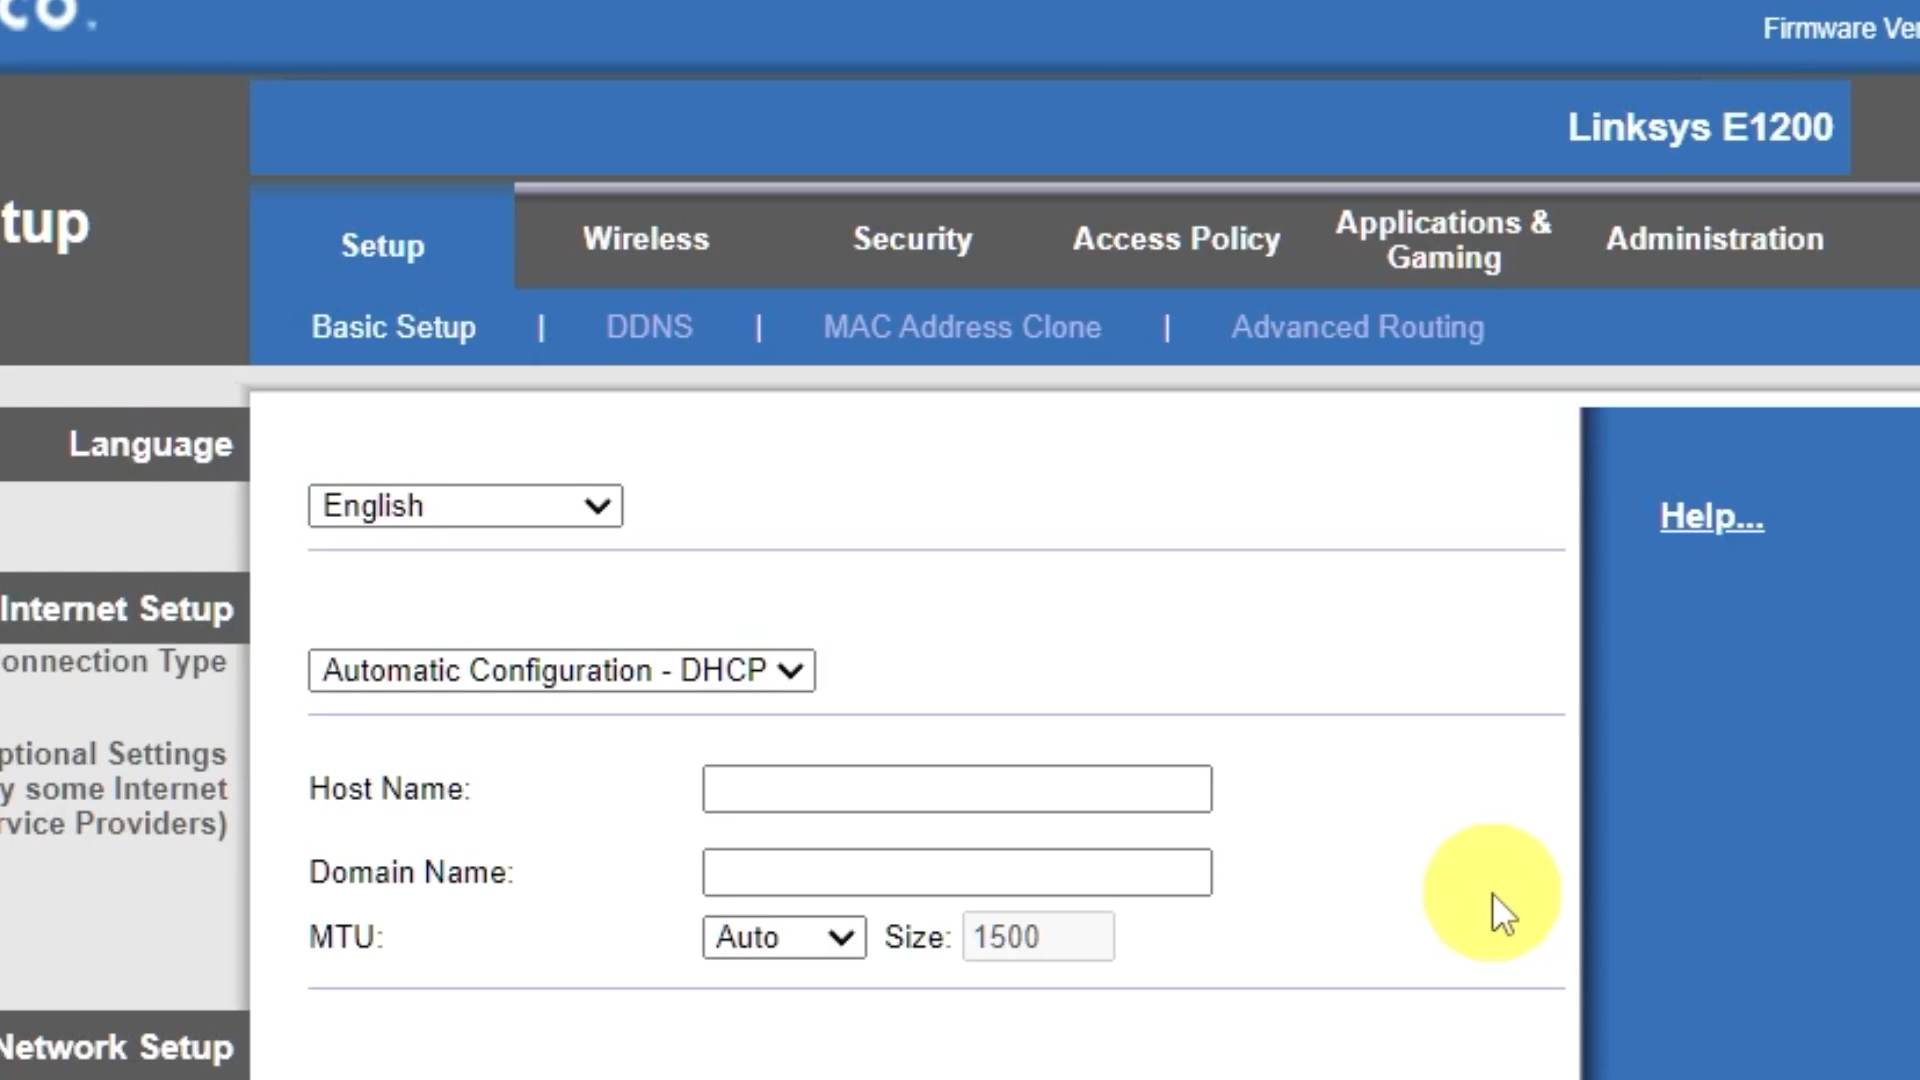 co.
Firmware Ver
Linksys E1200
tup
Setup
Wireless
Security
Access Policy
Applications &
Gaming
Administration
Basic Setup | DDNS | MAC Address Clone | Advanced Routing
Language
English
Help...
Internet Setup
onnection Type
Automatic Configuration - DHCP
ptional Settings
y some Internet
rvice Providers)
Host Name:
Domain Name:
MTU: Auto Size: 1500
Network Setup